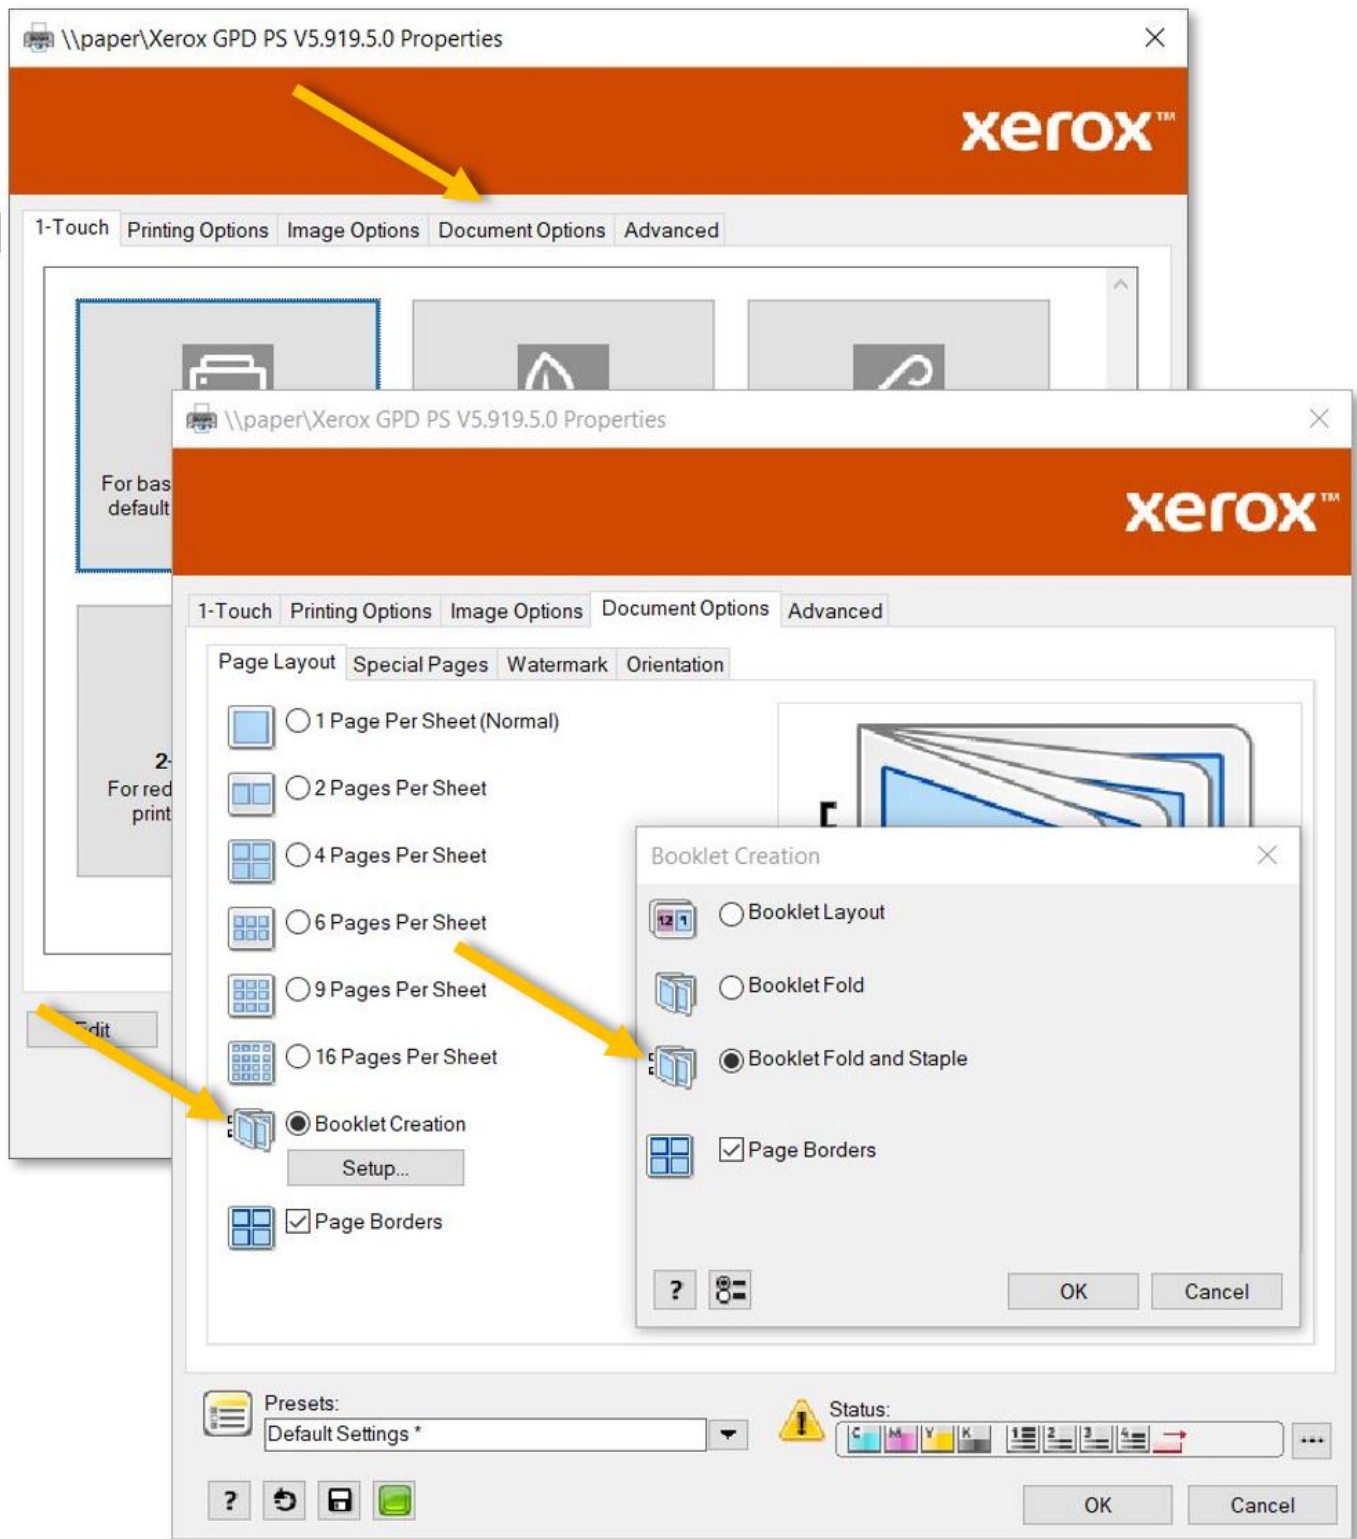 \\paper\Xerox GPD PS V5.919.5.0 Properties
xerox™
1-Touch Printing Options Image Options Document Options Advanced
For bas
default
2-
For red
print
Edit
\\paper\Xerox GPD PS V5.919.5.0 Properties
xerox™
1-Touch Printing Options Image Options Document Options Advanced
Page Layout Special Pages Watermark Orientation
1 Page Per Sheet (Normal)
2 Pages Per Sheet
4 Pages Per Sheet
6 Pages Per Sheet
9 Pages Per Sheet
16 Pages Per Sheet
Booklet Creation
Setup...
Page Borders
Booklet Creation
12 1 Booklet Layout
Booklet Fold
Booklet Fold and Staple
Page Borders
? OK Cancel
Presets:
Default Settings *
Status:
C M Y K 1 2 3 4 ...
? OK Cancel